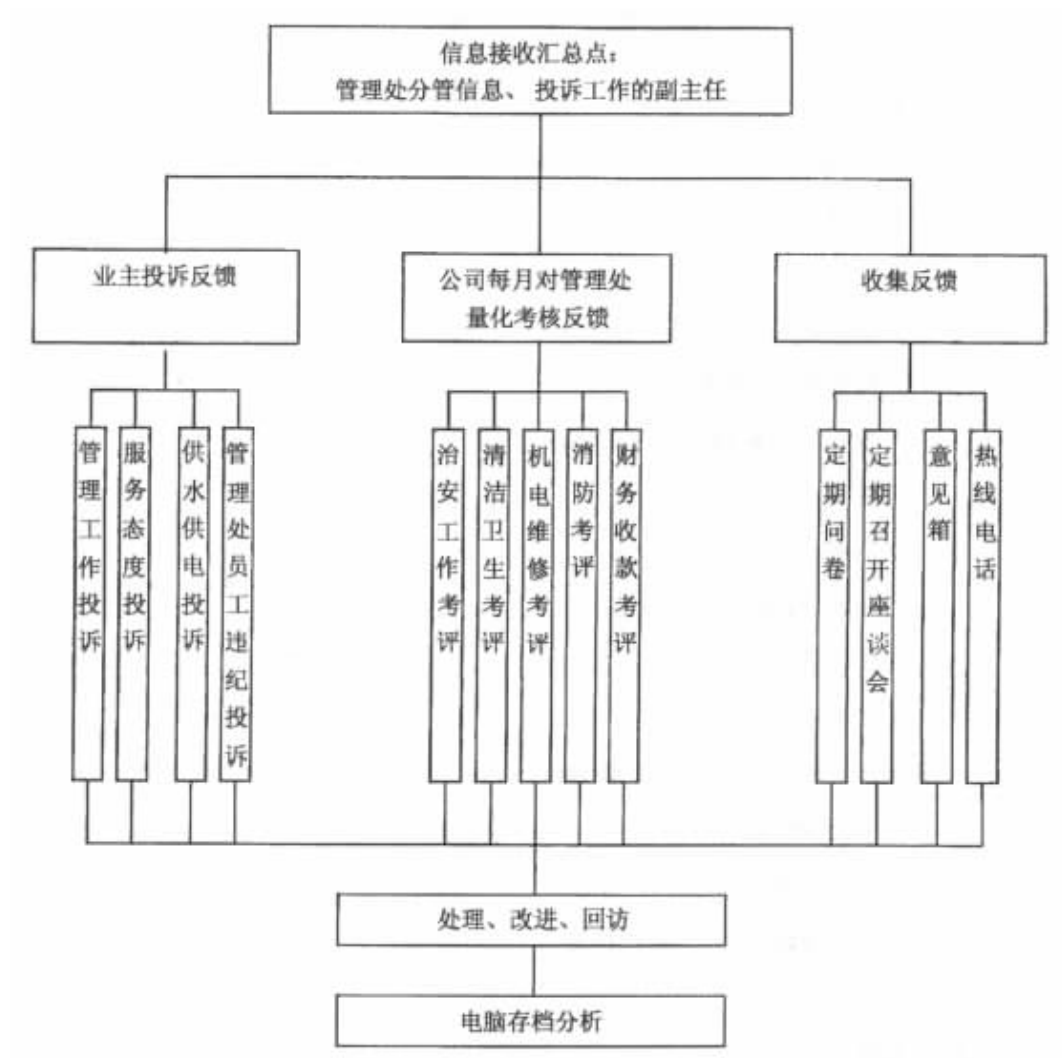 信息接收汇总点：
管理处分管信息、投诉工作的副主任
业主投诉反馈
公司每月对管理处
量化考核反馈
收集反馈
管理工作投诉
服务态度投诉
供水供电投诉
管理处员工违纪投诉
治安工作考评
清洁卫生考评
机电维修考评
消防考评
财务收款考评
定期问卷
定期召开座谈会
意见箱
热线电话
处理、改进、回访
电脑存档分析